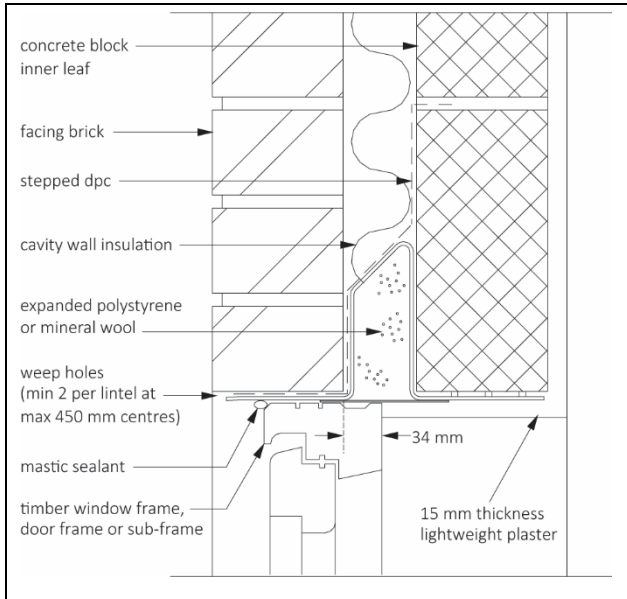 concrete block
inner leaf
facing brick
stepped dpc
cavity wall insulation
expanded polystyrene
or mineral wool
weep holes
(min 2 per lintel at
max 450 mm centres)
34 mm
mastic sealant
timber window frame,
door frame or sub-frame
15 mm thickness
lightweight plaster